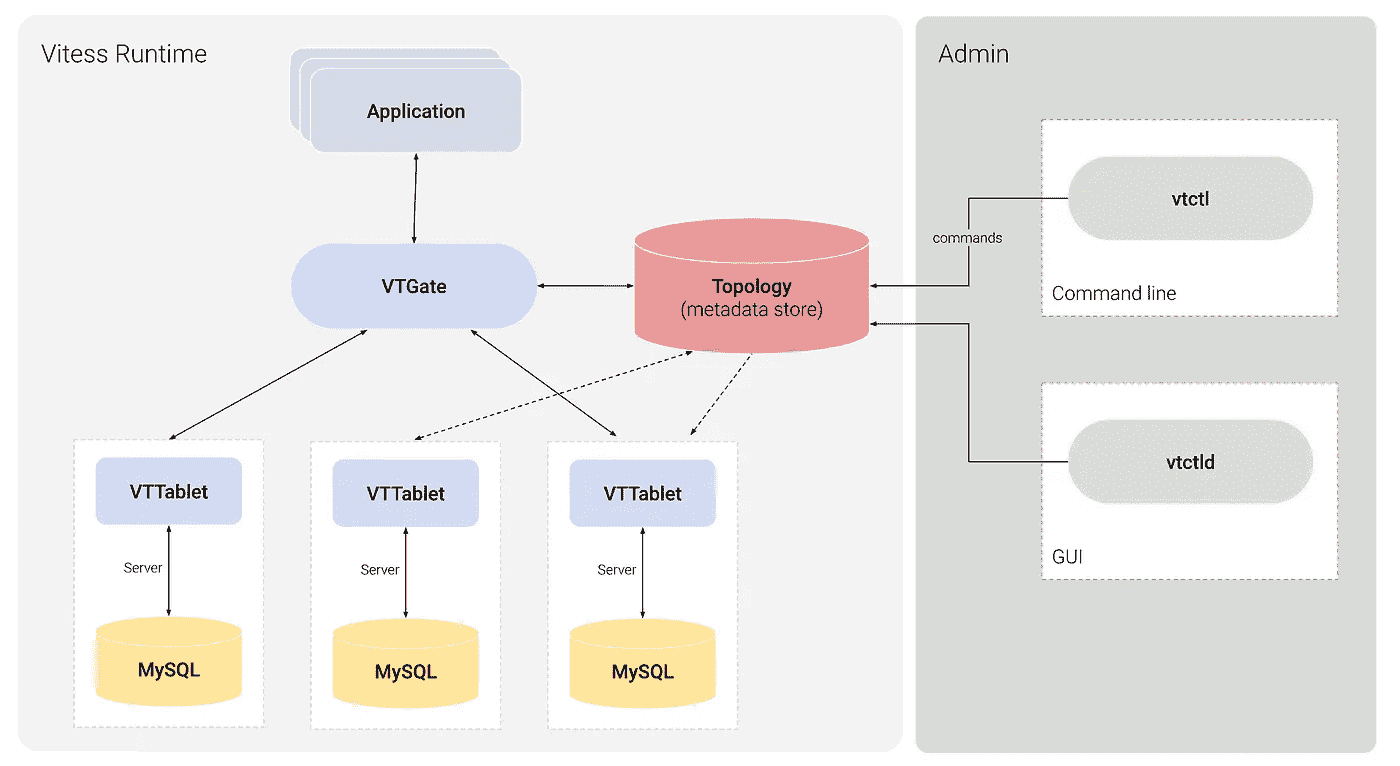 Vitess Runtime
Admin
Application
vtctl
commands
VTGate
Topology
(metadata store)
Command line
vtctld
VTTablet
VTTablet
VTTablet
GUI
Server
Server
Server
MySQL
MySQL
MySQL